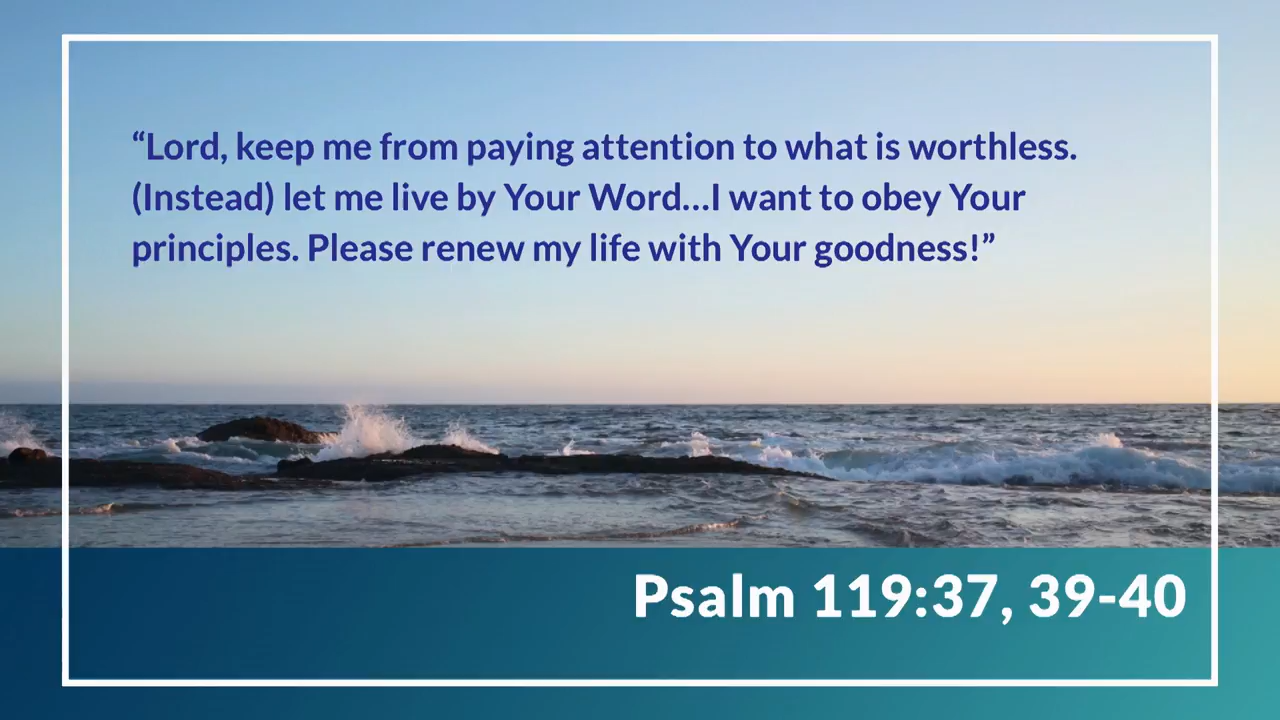 “Lord, keep me from paying attention to what is worthless.
(Instead) let me live by Your Word...I want to obey Your
principles. Please renew my life with Your goodness!”
Psalm 119:37, 39-40